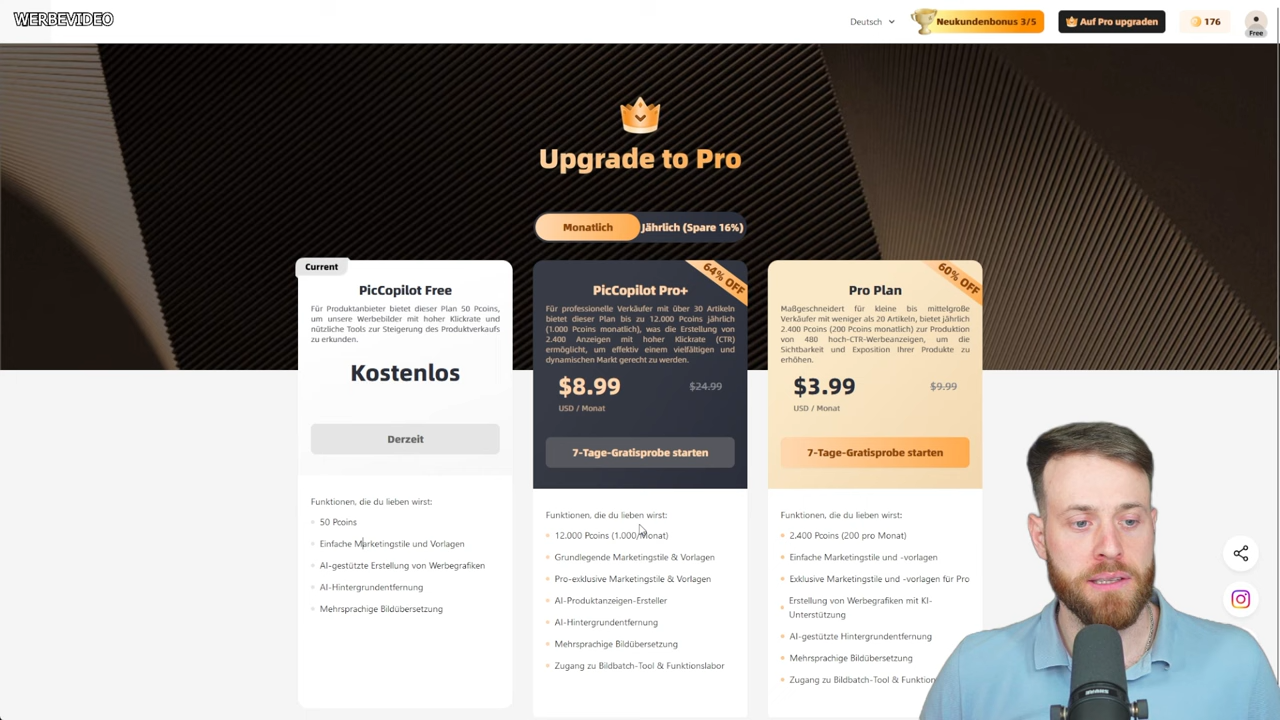 WERBEVIDEO
Deutsch
Neukundenbonus 3/5
Auf Pro upgraden
176
Free
Upgrade to Pro
Monatlich
Jährlich (Spare 16%)
Current
PicCopilot Free
Für Produktanbieter bietet dieser Plan 50 Pcoins,
um unsere Werbebilder mit hoher Klickrate und
nützliche Tools zur Steigerung des Produktverkaufs
zu erkunden.
Kostenlos
Derzeit
Funktionen, die du lieben wirst:
50 Pcoins
Einfache Marketingstile und Vorlagen
AI-gestützte Erstellung von Werbegrafiken
AI-Hintergrundentfernung
Mehrsprachige Bildübersetzung
64% OFF
PicCopilot Pro+
Für professionelle Verkäufer mit über 30 Artikeln
bietet dieser Plan bis zu 12.000 Pcoins jährlich
(1.000 Pcoins monatlich), was die Erstellung von
2.400 Anzeigen mit hoher Klickrate (CTR)
ermöglicht, um effektiv einem vielfältigen und
dynamischen Markt gerecht zu werden.
$8.99
$24.99
USD / Monat
7-Tage-Gratisprobe starten
Funktionen, die du lieben wirst:
12.000 Pcoins (1.000/Monat)
Grundlegende Marketingstile & Vorlagen
Pro-exklusive Marketingstile & Vorlagen
AI-Produktanzeigen-Ersteller
AI-Hintergrundentfernung
Mehrsprachige Bildübersetzung
Zugang zu Bildbatch-Tool & Funktionslabor
60% OFF
Pro Plan
Maßgeschneidert für kleine bis mittelgroße
Verkäufer mit weniger als 20 Artikeln, bietet jährlich
2.400 Pcoins (200 Pcoins monatlich) zur Produktion
von 480 hoch-CTR-Werbeanzeigen, um die
Sichtbarkeit und Exposition Ihrer Produkte zu
erhöhen.
$3.99
$9.99
USD / Monat
7-Tage-Gratisprobe starten
Funktionen, die du lieben wirst:
2.400 Pcoins (200 pro Monat)
Einfache Marketingstile und -vorlagen
Exklusive Marketingstile und -vorlagen für Pro
Erstellung von Werbegrafiken mit KI-
Unterstützung
AI-gestützte Hintergrundentfernung
Mehrsprachige Bildübersetzung
Zugang zu Bildbatch-Tool & Funktion